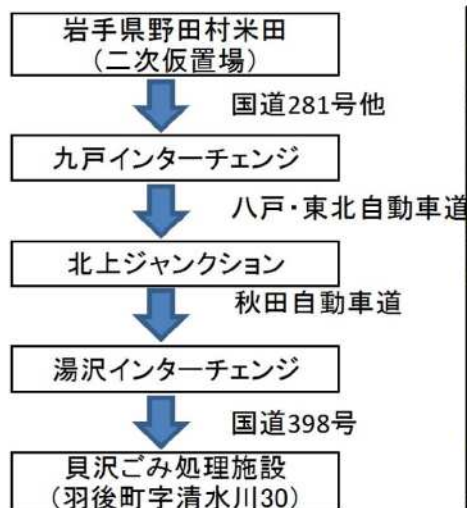 岩手県野田村米田
(二次仮置場)
国道281号他
九戸インターチェンジ
八戸・東北自動車道
北上ジャンクション
秋田自動車道
湯沢インターチェンジ
国道398号
貝沢ごみ処理施設
(羽後町字清水川30)